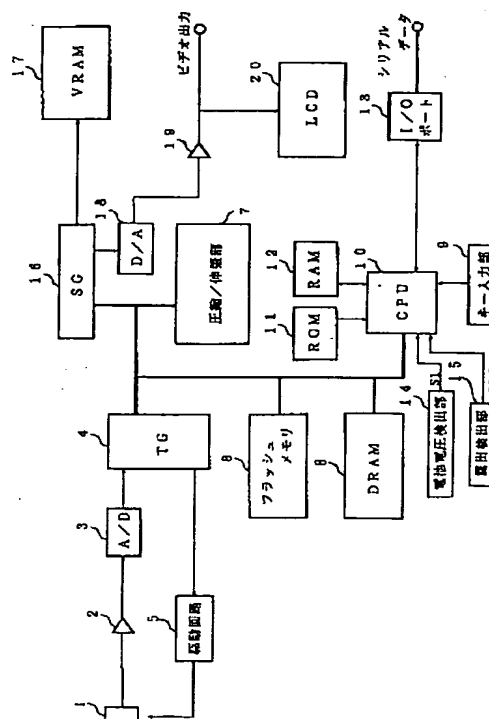 1
2
3
A/D
4
TG
5
駆動回路
16
SG
17
VRAM
18
D/A
19
ビデオ出力
7
圧縮/伸張部
20
LCD
8
フラッシュ
メモリ
8
DRAM
11
ROM
12
RAM
10
CPU
13
I/O
ポート
シリアル
データ
14
電池電圧検出部
S1
15
露出検出部
9
キー入力部